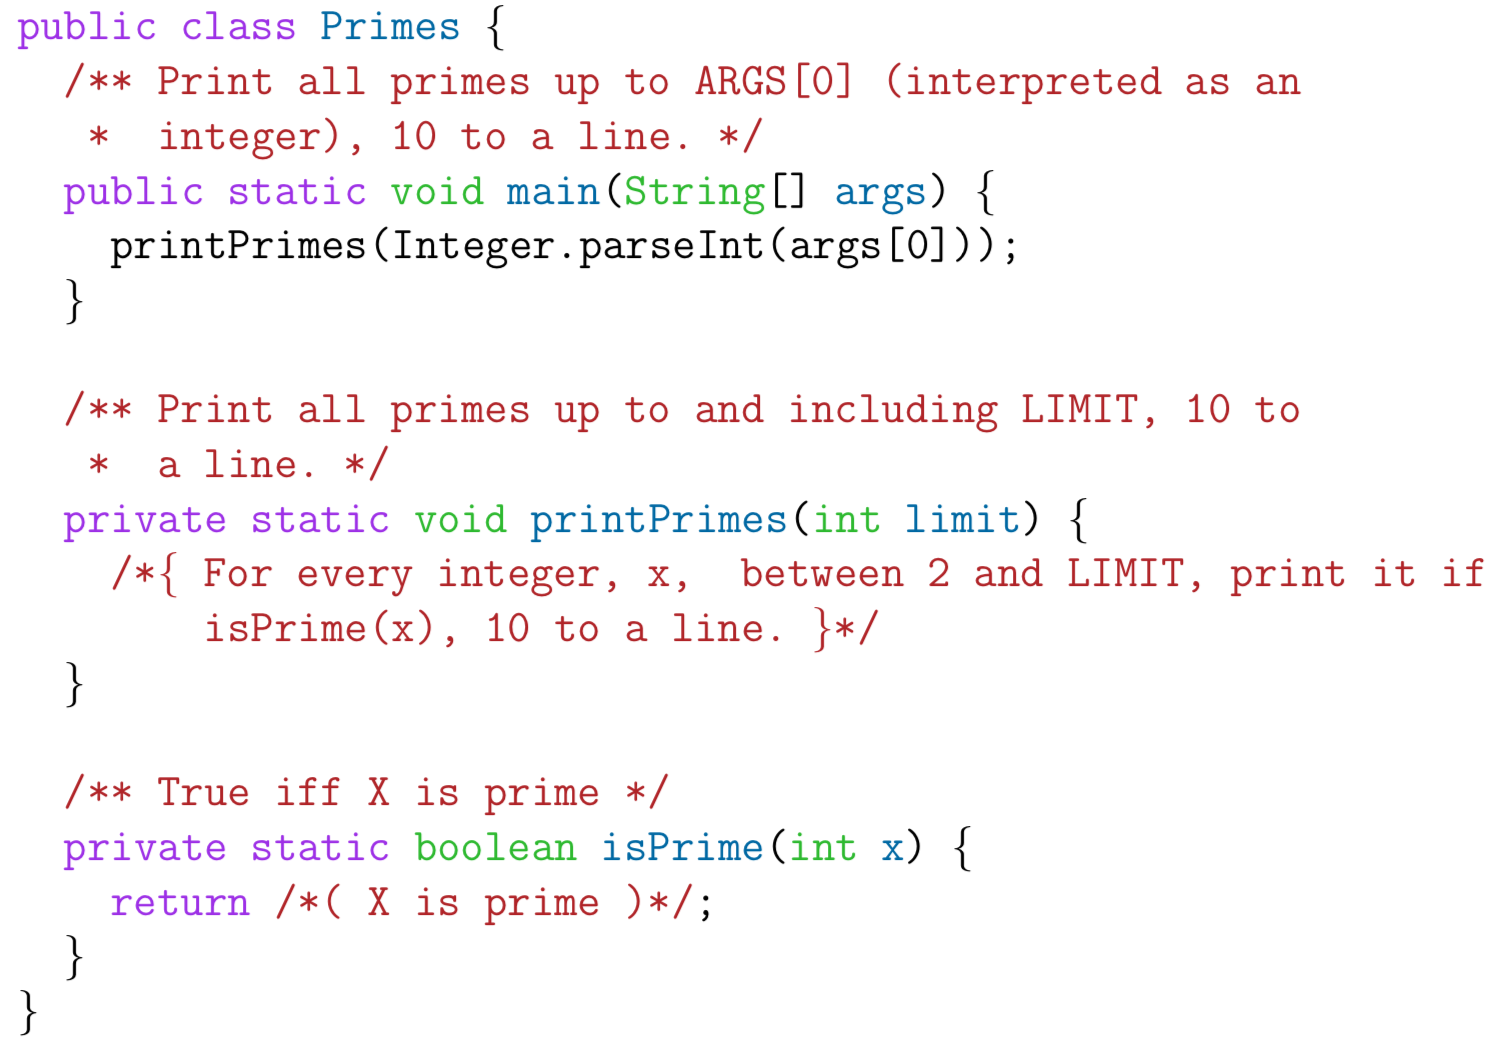 public class Primes {
  /** Print all primes up to ARGS[0] (interpreted as an
   *  integer), 10 to a line. */
  public static void main(String[] args) {
    printPrimes(Integer.parseInt(args[0]));
  }

  /** Print all primes up to and including LIMIT, 10 to
   *  a line. */
  private static void printPrimes(int limit) {
    /*{ For every integer, x,  between 2 and LIMIT, print it if
        isPrime(x), 10 to a line. }*/
  }

  /** True iff X is prime */
  private static boolean isPrime(int x) {
    return /*( X is prime )*/;
  }
}